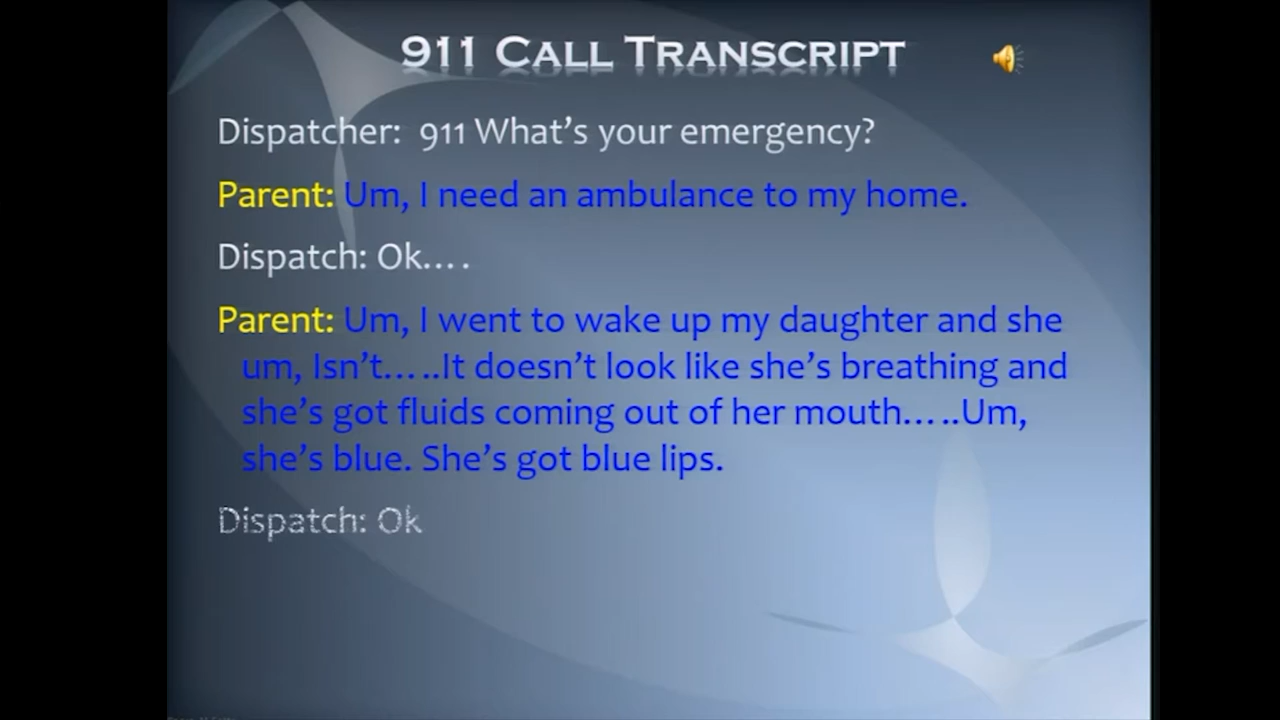 911 Call Transcript
Dispatcher:  911 What's your emergency?
Parent: Um, I need an ambulance to my home.
Dispatch: Ok….
Parent: Um, I went to wake up my daughter and she
um, Isn't…..It doesn't look like she's breathing and
she's got fluids coming out of her mouth…..Um,
she's blue. She's got blue lips.
Dispatch: Ok